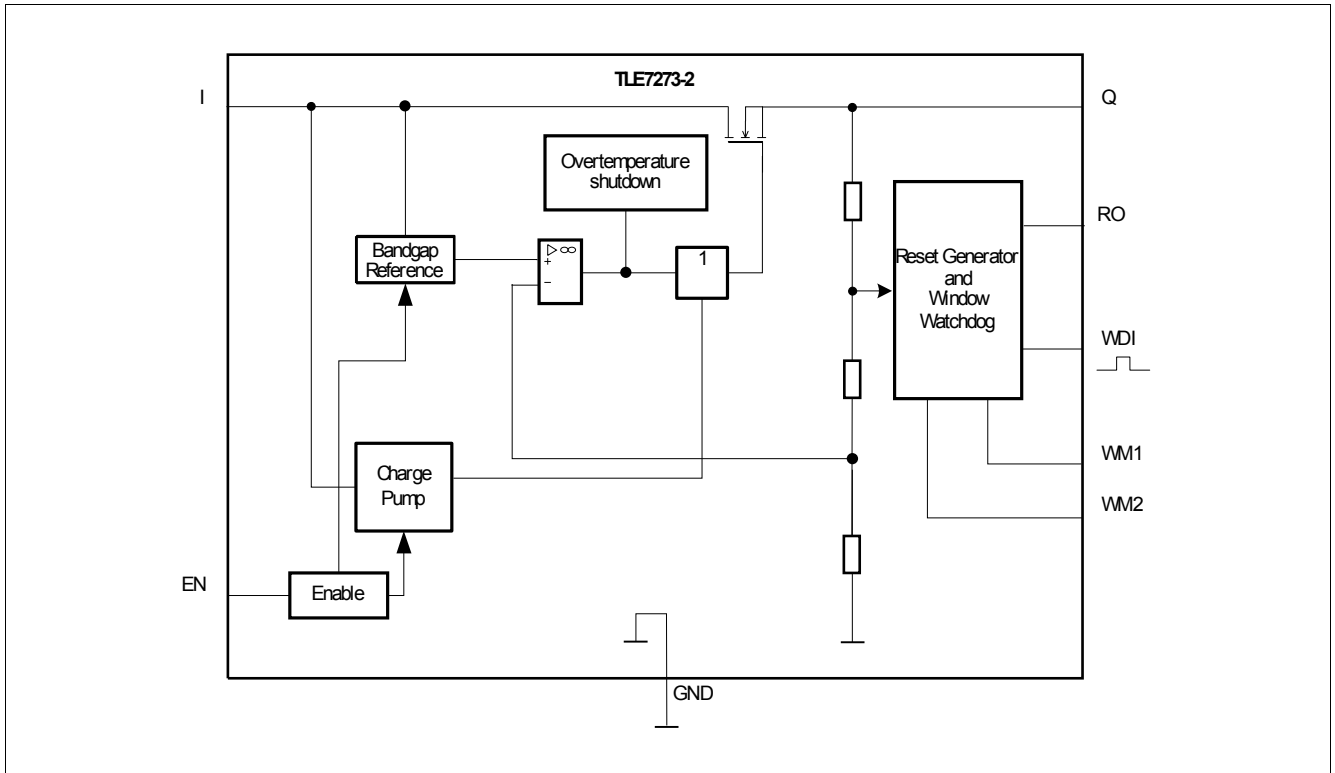 TLE7273-2
I
Q
Overtemperature
shutdown
RO
Bandgap
Reference
∞
+
−
1
Reset Generator
and
Window
Watchdog
WDI
Charge
Pump
WM1
WM2
EN
Enable
GND